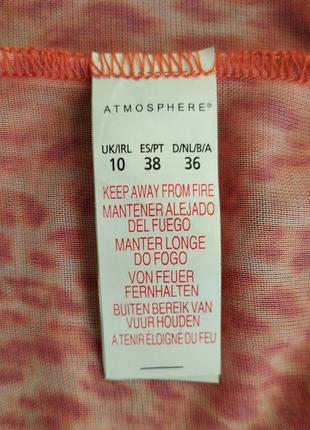 ATMOSPHERE®
UK/IRL ES/PT D/NL/B/A
10 38 36
KEEP AWAY FROM FIRE
MANTENER ALEJADO
DEL FUEGO
MANTER LONGE
DO FOGO
VON FEUER
FERNHALTEN
BUITEN BEREIK VAN
VUUR HOUDEN
A TENIR ÉLOIGNÉ DU FEU